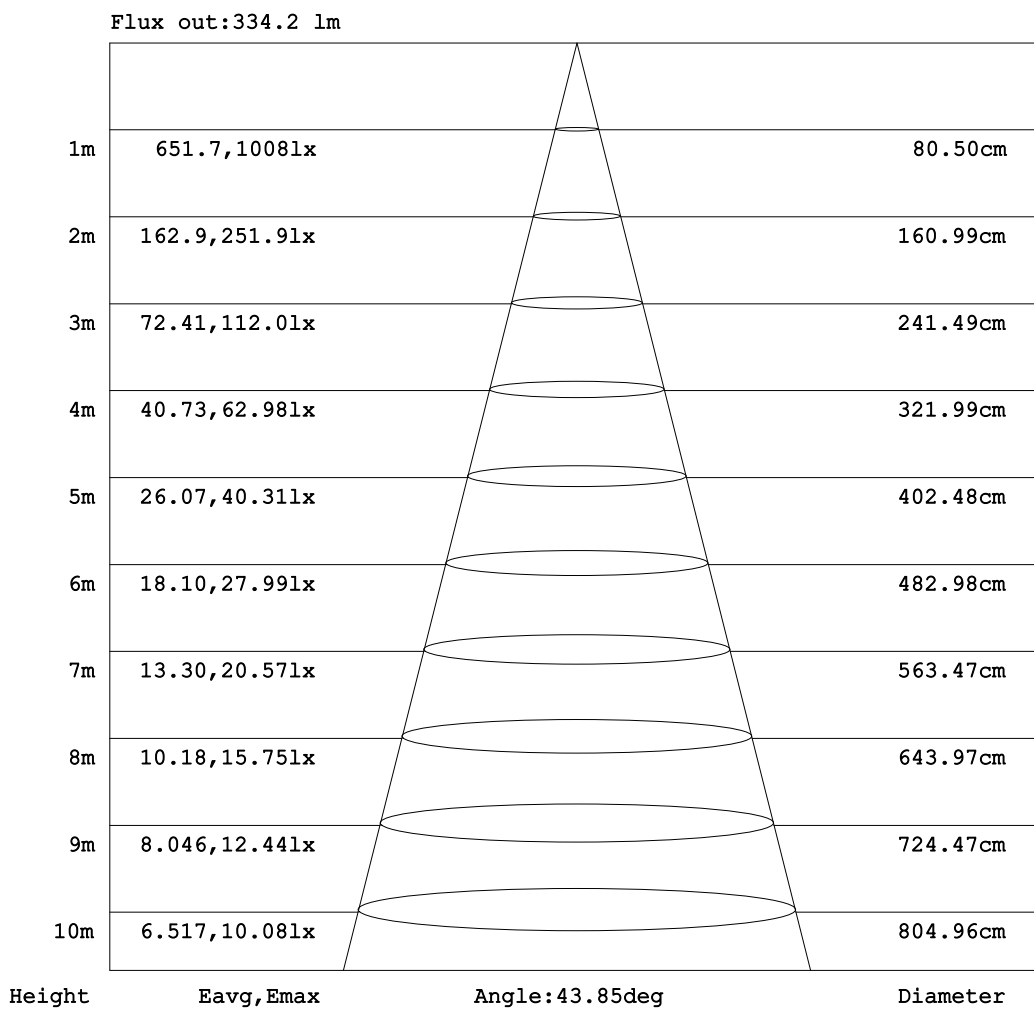 Flux out:334.2 lm
1m 651.7,1008lx 80.50cm
2m 162.9,251.9lx 160.99cm
3m 72.41,112.0lx 241.49cm
4m 40.73,62.98lx 321.99cm
5m 26.07,40.31lx 402.48cm
6m 18.10,27.99lx 482.98cm
7m 13.30,20.57lx 563.47cm
8m 10.18,15.75lx 643.97cm
9m 8.046,12.44lx 724.47cm
10m 6.517,10.08lx 804.96cm
Height Eavg,Emax Angle:43.85deg Diameter